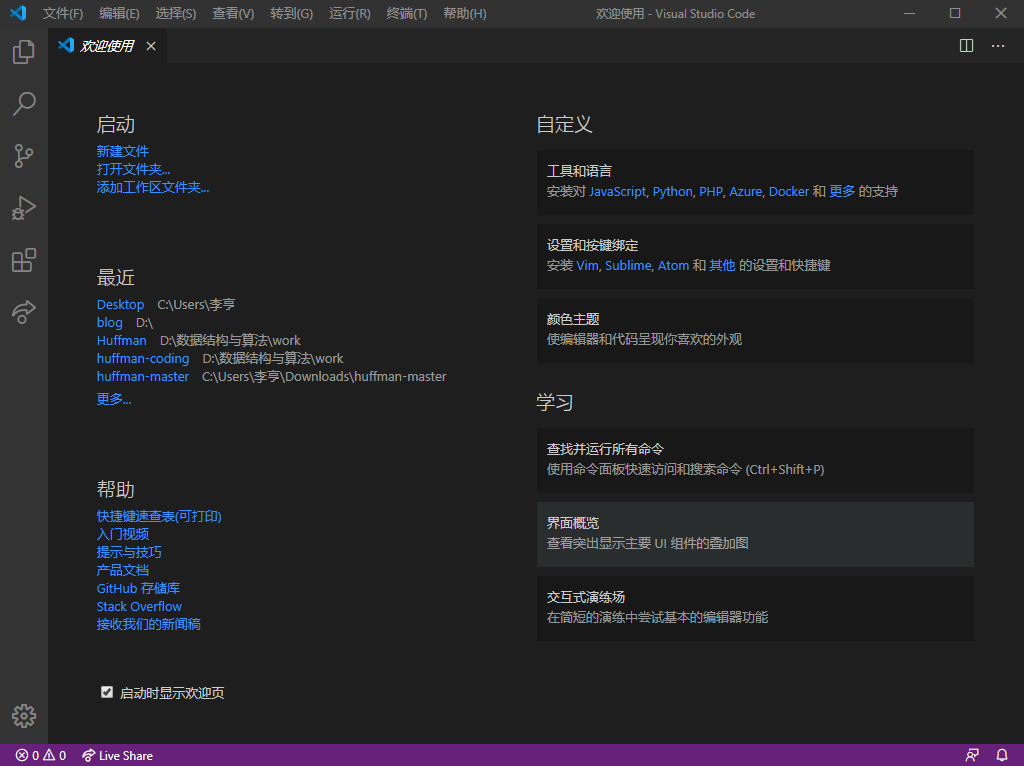 文件(F) 编辑(E) 选择(S) 查看(V) 转到(G) 运行(R) 终端(T) 帮助(H) 欢迎使用 - Visual Studio Code
欢迎使用
启动
新建文件
打开文件夹...
添加工作区文件夹...
最近
Desktop C:\Users\李亨
blog D:\
Huffman D:\数据结构与算法\work
huffman-coding D:\数据结构与算法\work
huffman-master C:\Users\李亨\Downloads\huffman-master
更多...
帮助
快捷键速查表(可打印)
入门视频
提示与技巧
产品文档
GitHub 存储库
Stack Overflow
接收我们的新闻稿
启动时显示欢迎页
自定义
工具和语言
安装对 JavaScript, Python, PHP, Azure, Docker 和 更多 的支持
设置和按键绑定
安装 Vim, Sublime, Atom 和 其他 的设置和快捷键
颜色主题
使编辑器和代码呈现你喜欢的外观
学习
查找并运行所有命令
使用命令面板快速访问和搜索命令 (Ctrl+Shift+P)
界面概览
查看突出显示主要 UI 组件的叠加图
交互式演练场
在简短的演练中尝试基本的编辑器功能
0 0 Live Share